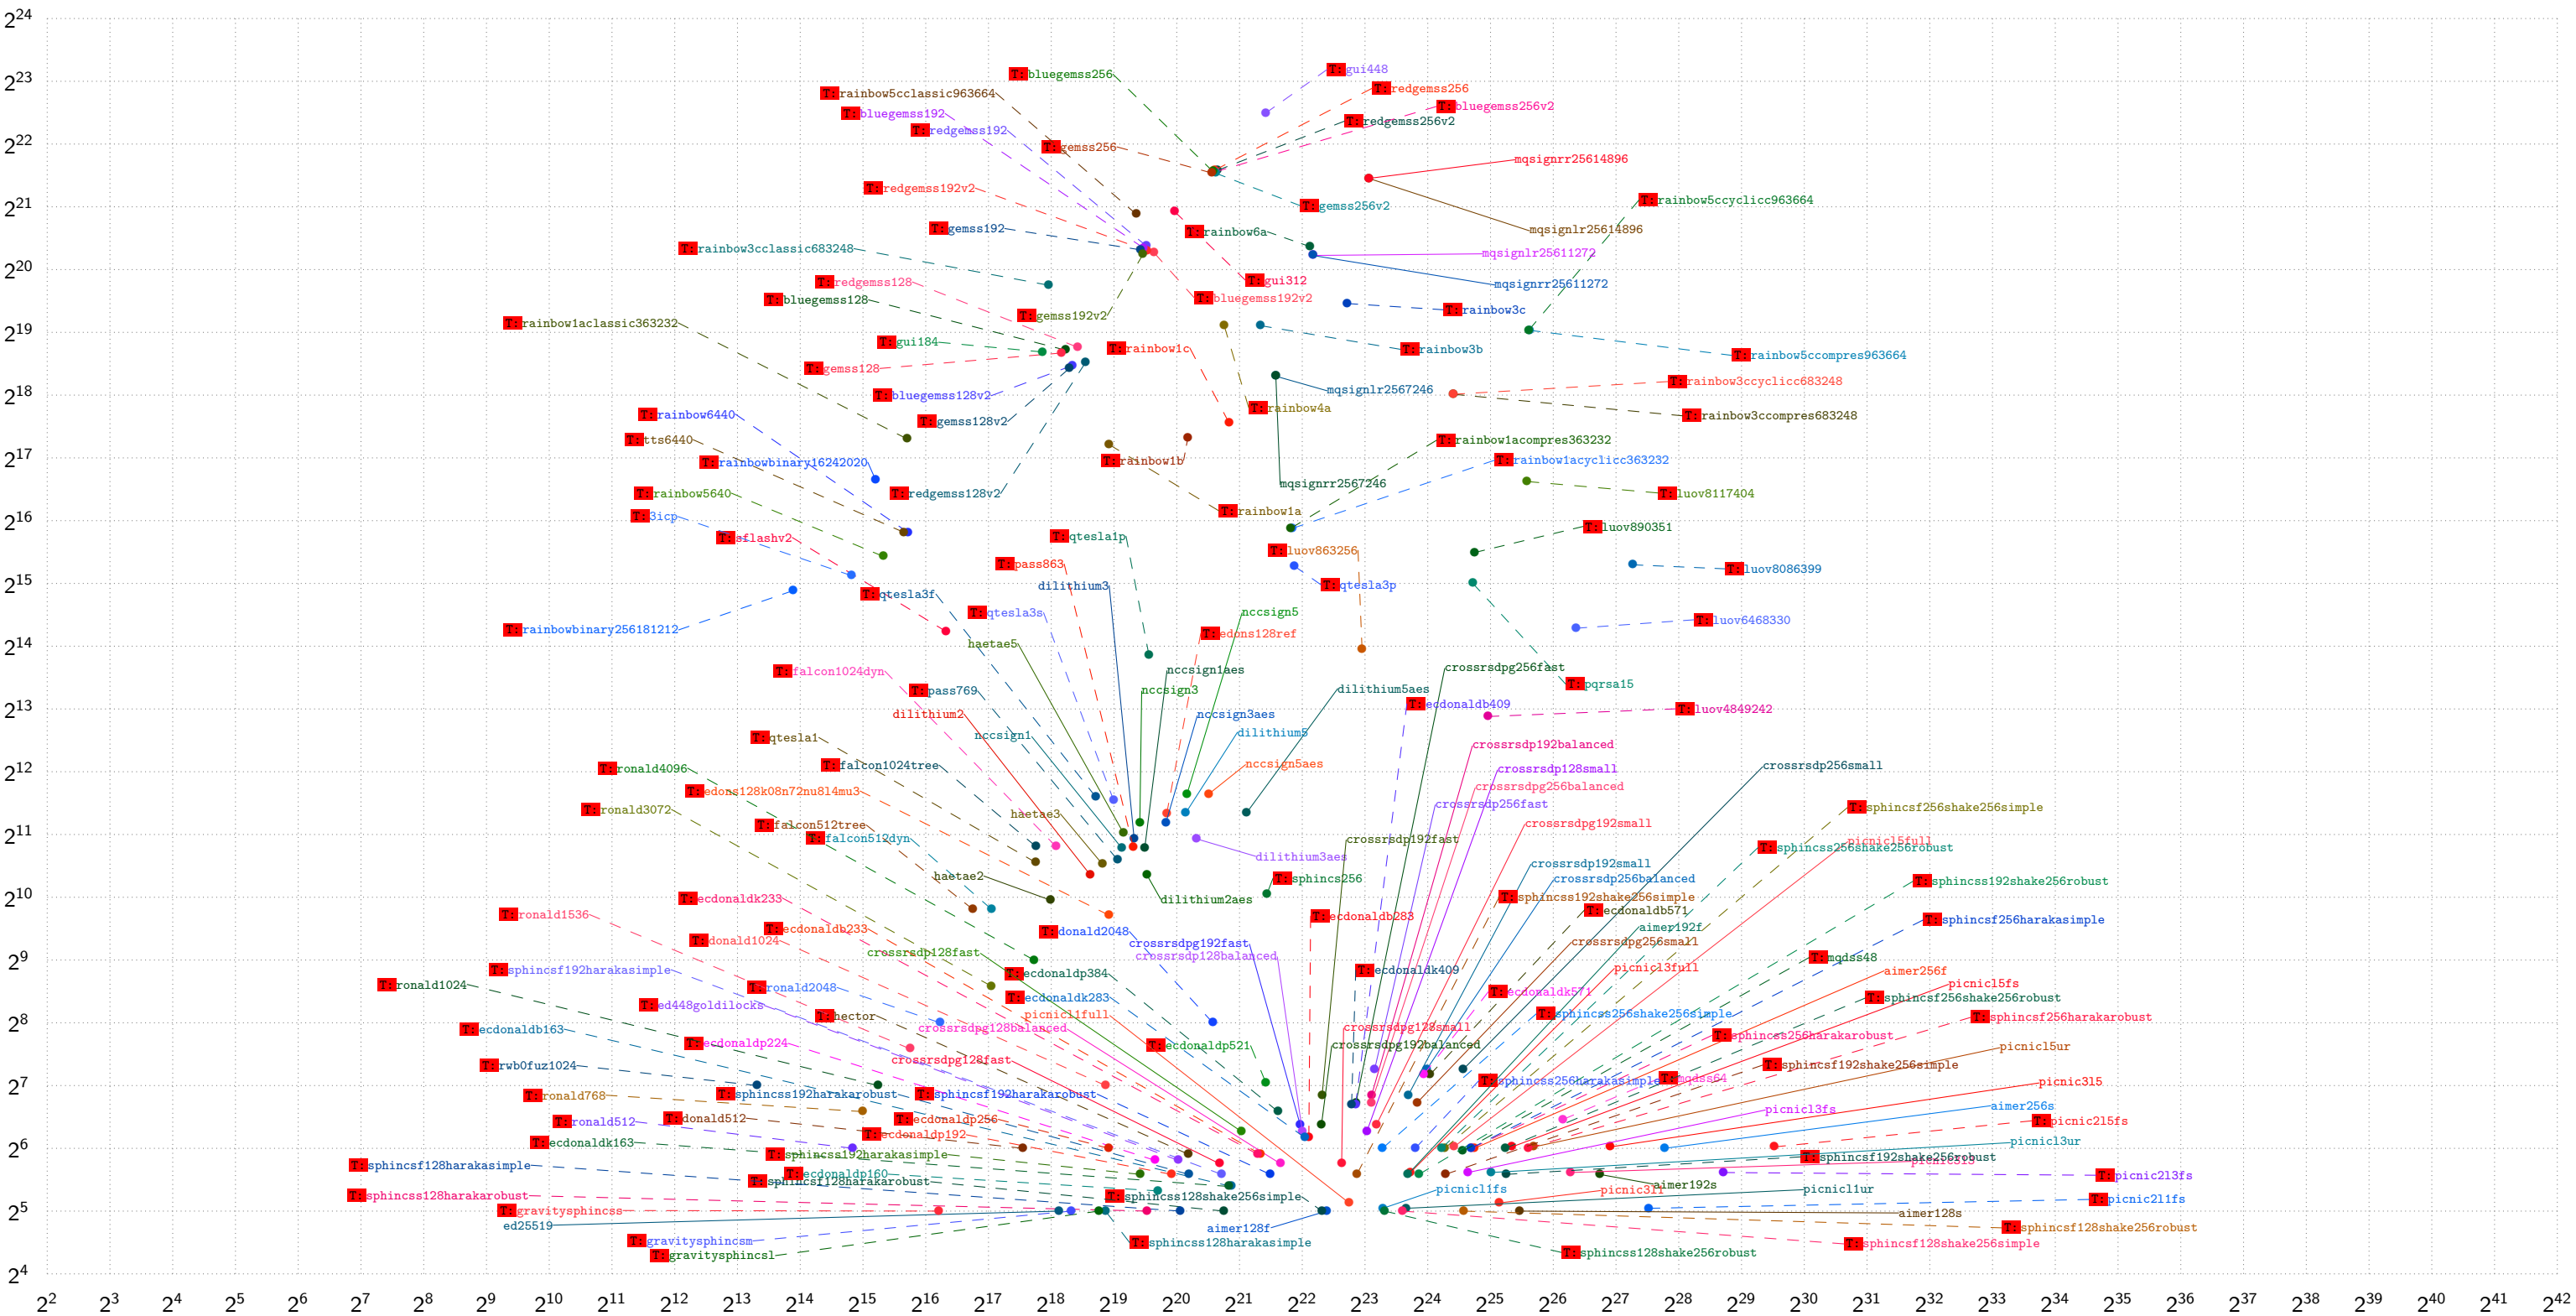 2^24
T:gui448
T:bluegemss256
2^23
T:redgemss256
T:rainbow5cclassic963664
T:bluegemss256v2
T:bluegemss192
T:redgemss256v2
T:redgemss192
2^22
T:gemss256
mqsignrr25614896
T:redgemss192v2
T:rainbow5ccyclicc963664
2^21
T:gemss256v2
T:gemss192
mqsignlr25614896
T:rainbow6a
T:rainbow3cclassic683248
mqsignlr25611272
2^20
T:gui312
T:redgemss128
mqsignrr25611272
T:bluegemss128
T:bluegemss192v2
T:rainbow3c
T:gemss192v2
T:rainbow1aclassic363232
2^19
T:gui184
T:rainbow1c
T:rainbow3b
T:rainbow5ccompres963664
T:gemss128
T:rainbow3ccyclicc683248
mqsignlr2567246
2^18
T:bluegemss128v2
T:rainbow4a
T:rainbow6440
T:rainbow3ccompres683248
T:gemss128v2
T:tts6440
T:rainbow1acompres363232
2^17
T:rainbowbinary16242020
T:rainbow1b
T:rainbow1acyclicc363232
mqsignrr2567246
T:rainbow5640
T:redgemss128v2
T:luov8117404
T:3icp
T:rainbow1a
2^16
T:luov890351
T:sflashv2
T:qtesla1p
T:luov863256
T:pass863
T:luov8086399
2^15
dilithium3
T:qtesla3p
T:qtesla3f
T:qtesla3s
nccsign5
T:luov6468330
T:rainbowbinary256181212
T:edons128ref
2^14
haetae5
T:falcon1024dyn
nccsign1aes
crossrsdpg256fast
T:pqrsa15
T:pass769
nccsign3
dilithium5aes
T:ecdonaldb409
2^13
T:luov4849242
dilithium2
nccsign3aes
T:qtesla1
nccsign1
dilithium5
crossrsdp192balanced
T:ronald4096
T:falcon1024tree
nccsign5aes
crossrsdp128small
crossrsdp256small
2^12
T:edons128k08n72nu8l4mu3
crossrsdpg256balanced
T:ronald3072
haetae3
crossrsdp256fast
T:sphincsf256shake256simple
T:falcon512tree
crossrsdpg192small
2^11
T:falcon512dyn
crossrsdp192fast
picnicl5full
T:sphincss256shake256robust
dilithium3aes
crossrsdp192small
haetae2
T:sphincs256
crossrsdp256balanced
T:sphincss192shake256robust
2^10
T:ecdonaldk233
dilithium2aes
T:sphincss192shake256simple
T:ronald1536
T:ecdonaldb283
T:ecdonaldb571
T:sphincsf256harakasimple
T:ecdonaldb233
T:donald2048
aimer192f
T:donald1024
crossrsdpg192fast
crossrsdpg256small
crossrsdp128fast
crossrsdp128balanced
T:mqdss48
2^9
T:sphincsf192harakasimple
T:ecdonaldp384
T:ecdonaldk409
picnicl3full
aimer256f
T:ronald1024
T:ronald2048
picnicl5fs
T:ed448goldilocks
T:ecdonaldk283
T:ecdonaldk571
T:sphincsf256shake256robust
T:hector
picnicl1full
T:sphincss256shake256simple
T:sphincsf256harakarobust
2^8
T:ecdonaldb163
crossrsdpg128balanced
crossrsdpg128small
T:sphincss256harakarobust
T:ecdonaldp224
T:ecdonaldp521
crossrsdpg192balanced
picnicl5ur
T:rwb0fuz1024
crossrsdpg128fast
T:sphincsf192shake256simple
2^7
T:sphincss256harakasimple
T:mqdss64
picnic3l5
T:ronald768
T:sphincss192harakarobust
T:sphincsf192harakarobust
aimer256s
T:ronald512
T:donald512
T:ecdonaldp256
picnicl3fs
T:picnic2l5fs
T:ecdonaldk163
T:ecdonaldp192
picnicl3ur
2^6
T:sphincss192harakasimple
T:sphincsf192shake256robust
T:sphincsf128harakasimple
T:ecdonaldp160
picnic3l3
T:picnic2l3fs
T:sphincsf128harakarobust
aimer192s
T:sphincss128harakarobust
T:sphincss128shake256simple
picnicl1fs
picnic3l1
picnicl1ur
T:picnic2l1fs
2^5
T:gravitysphincss
aimer128s
ed25519
aimer128f
T:sphincsf128shake256robust
T:gravitysphincsm
T:sphincss128harakasimple
T:sphincsf128shake256simple
T:gravitysphincsl
T:sphincss128shake256robust
2^4
2^2 2^3 2^4 2^5 2^6 2^7 2^8 2^9 2^10 2^11 2^12 2^13 2^14 2^15 2^16 2^17 2^18 2^19 2^20 2^21 2^22 2^23 2^24 2^25 2^26 2^27 2^28 2^29 2^30 2^31 2^32 2^33 2^34 2^35 2^36 2^37 2^38 2^39 2^40 2^41 2^42